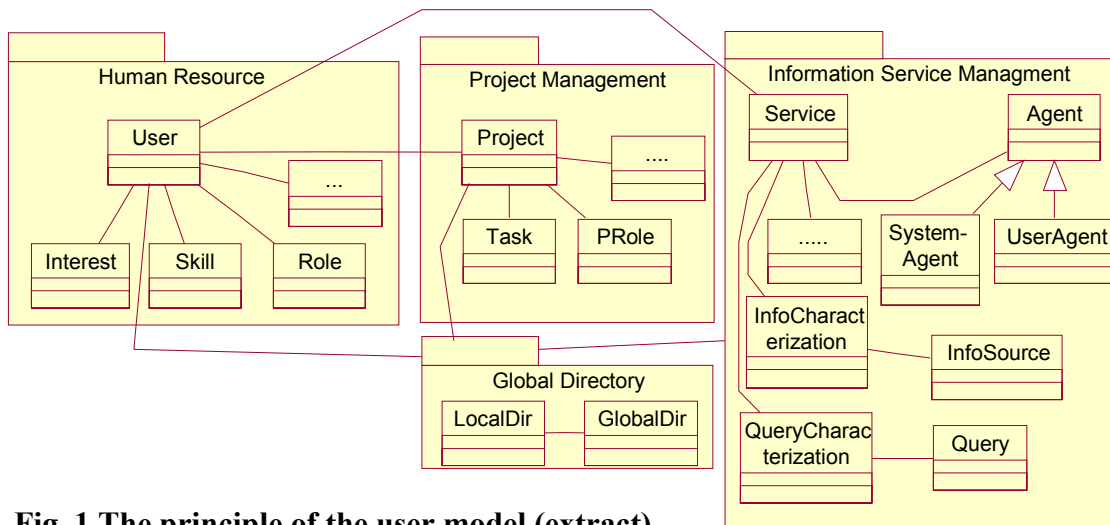 Human Resource
User
...
Interest
Skill
Role
Project Management
Project
....
Task
PRole
Information Service Managment
Service
Agent
.....
System-
Agent
UserAgent
InfoCharact
erization
InfoSource
QueryCharac
terization
Query
Global Directory
LocalDir
GlobalDir
Fig. 1 The principle of the user model (extract)